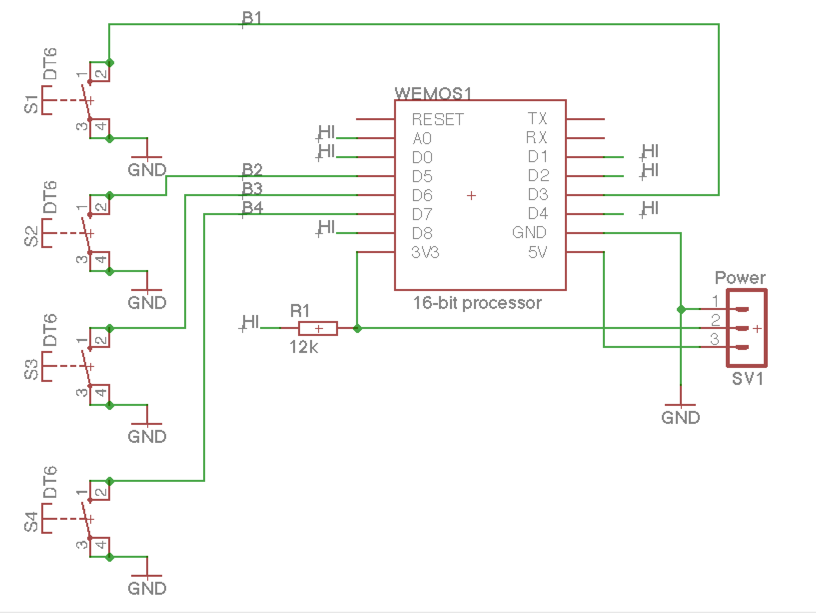 B1
DT6
S1
1
2
3
4
GND
B2
B3
B4
DT6
S2
1
2
3
4
GND
DT6
S3
1
2
3
4
GND
DT6
S4
1
2
3
4
GND
WEMOS1
RESET TX
HI A0 RX
HI D0 D1 HI
D5 D2 HI
D6 D3
D7 D4 HI
HI D8 GND
3V3 5V
16-bit processor
HI
R1
12k
Power
1
2
3
SV1
GND